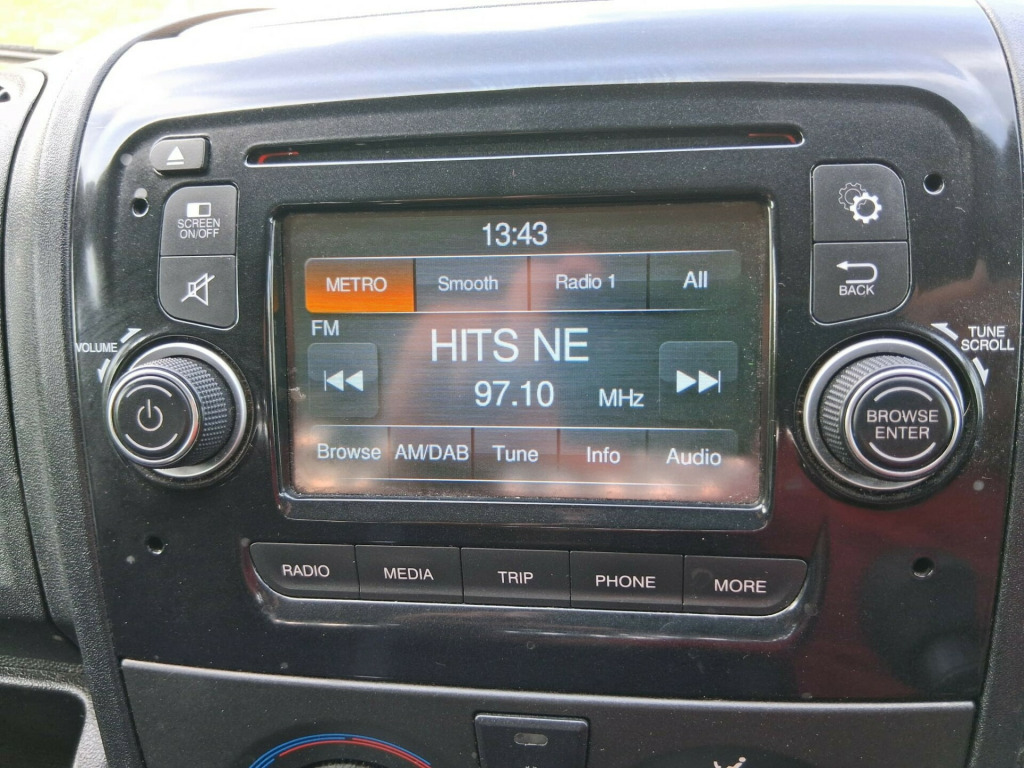 SCREEN
ON/OFF
13:43
METRO Smooth Radio 1 All
FM
HITS NE
97.10 MHz
Browse AM/DAB Tune Info Audio
BACK
VOLUME
TUNE
SCROLL
BROWSE
ENTER
RADIO MEDIA TRIP PHONE MORE